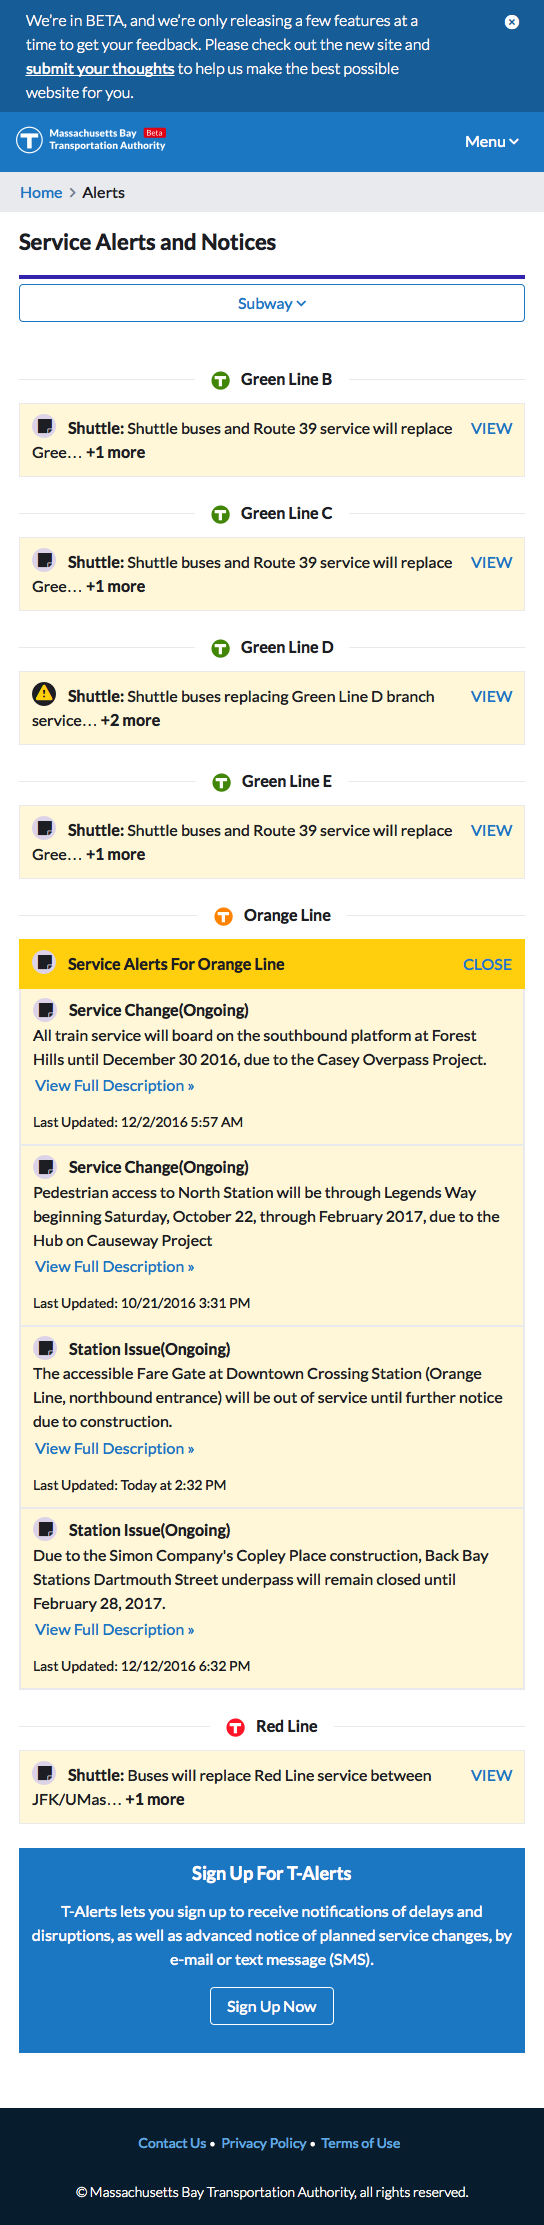 We're in BETA, and we're only releasing a few features at a
time to get your feedback. Please check out the new site and
submit your thoughts to help us make the best possible
website for you.
Massachusetts Bay Beta
Transportation Authority
Menu
Home > Alerts
Service Alerts and Notices
Subway
Green Line B
Shuttle: Shuttle buses and Route 39 service will replace VIEW
Gree… +1 more
Green Line C
Shuttle: Shuttle buses and Route 39 service will replace VIEW
Gree… +1 more
Green Line D
Shuttle: Shuttle buses replacing Green Line D branch VIEW
service… +2 more
Green Line E
Shuttle: Shuttle buses and Route 39 service will replace VIEW
Gree… +1 more
Orange Line
Service Alerts For Orange Line CLOSE
Service Change(Ongoing)
All train service will board on the southbound platform at Forest
Hills until December 30 2016, due to the Casey Overpass Project.
View Full Description »
Last Updated: 12/2/2016 5:57 AM
Service Change(Ongoing)
Pedestrian access to North Station will be through Legends Way
beginning Saturday, October 22, through February 2017, due to the
Hub on Causeway Project
View Full Description »
Last Updated: 10/21/2016 3:31 PM
Station Issue(Ongoing)
The accessible Fare Gate at Downtown Crossing Station (Orange
Line, northbound entrance) will be out of service until further notice
due to construction.
View Full Description »
Last Updated: Today at 2:32 PM
Station Issue(Ongoing)
Due to the Simon Company's Copley Place construction, Back Bay
Stations Dartmouth Street underpass will remain closed until
February 28, 2017.
View Full Description »
Last Updated: 12/12/2016 6:32 PM
Red Line
Shuttle: Buses will replace Red Line service between VIEW
JFK/UMas… +1 more
Sign Up For T-Alerts
T-Alerts lets you sign up to receive notifications of delays and
disruptions, as well as advanced notice of planned service changes, by
e-mail or text message (SMS).
Sign Up Now
Contact Us • Privacy Policy • Terms of Use
© Massachusetts Bay Transportation Authority, all rights reserved.